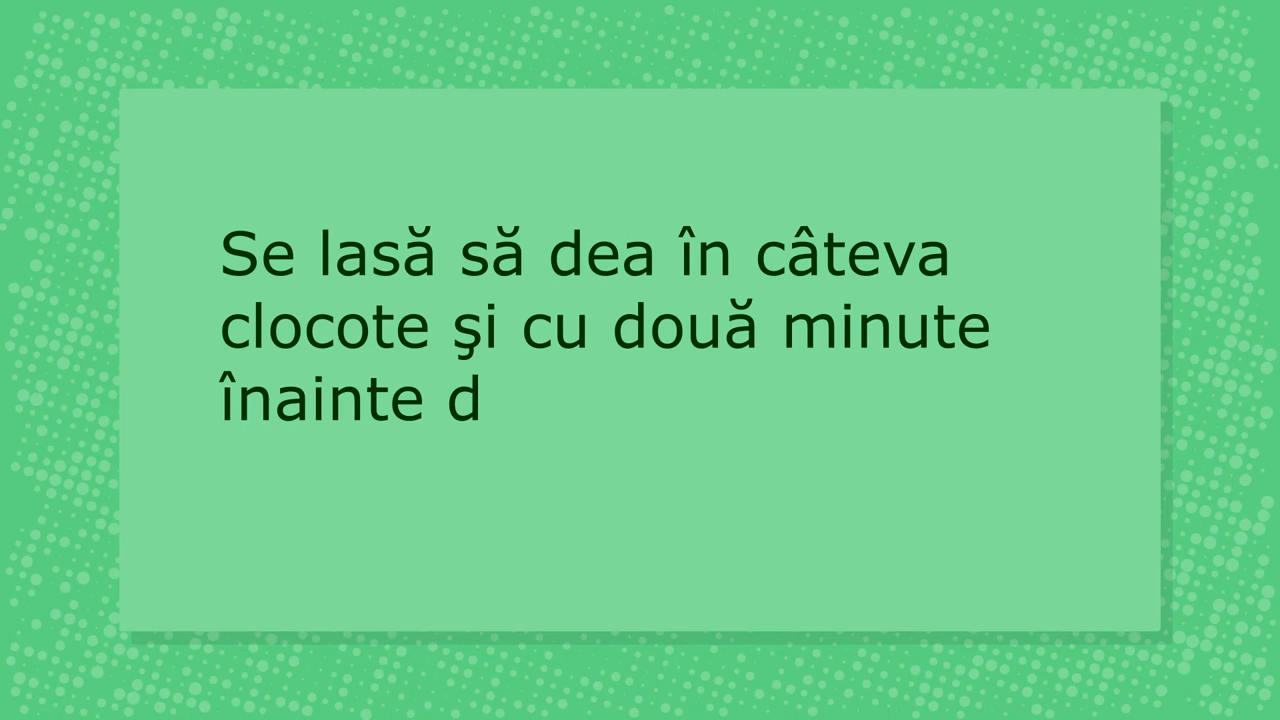 Se lasă să dea în câteva
clocote şi cu două minute
înainte d